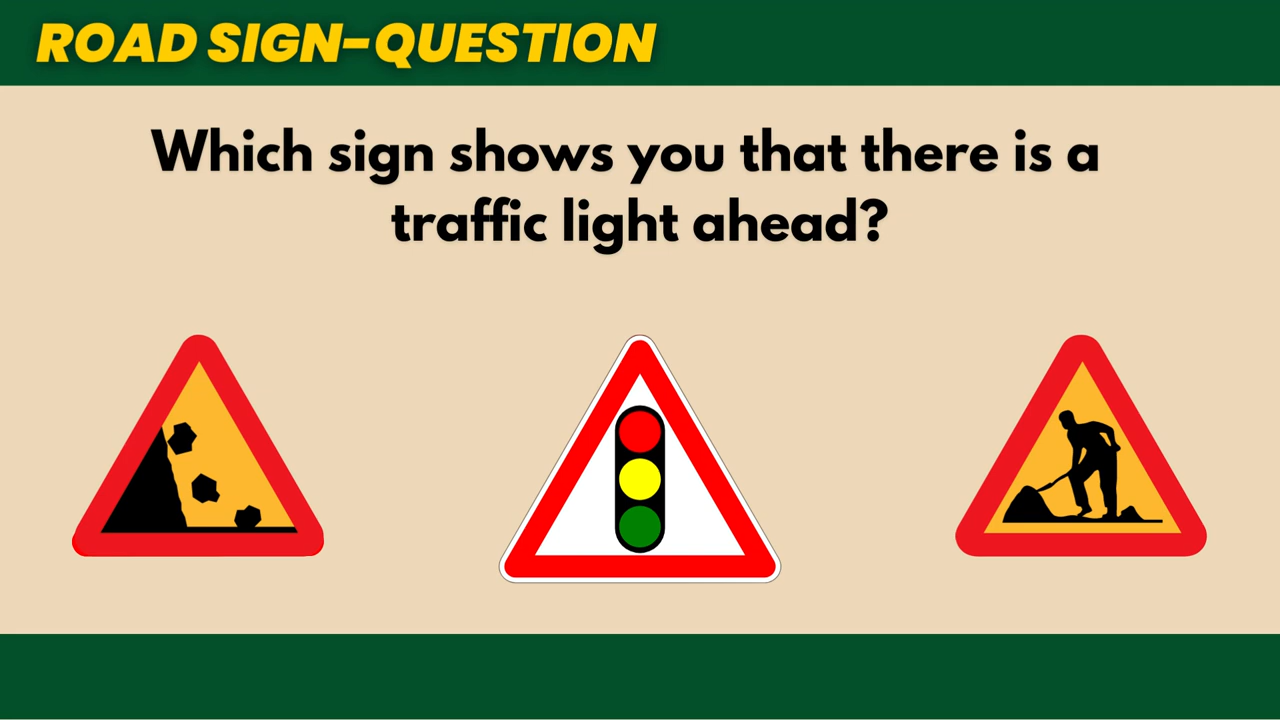 ROAD SIGN-QUESTION
Which sign shows you that there is a
traffic light ahead?